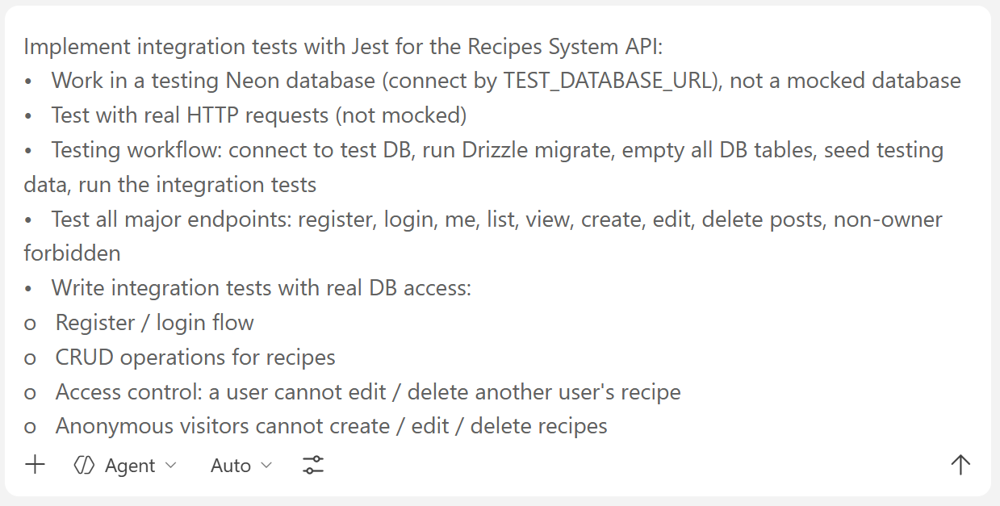 Implement integration tests with Jest for the Recipes System API:
• Work in a testing Neon database (connect by TEST_DATABASE_URL), not a mocked database
• Test with real HTTP requests (not mocked)
• Testing workflow: connect to test DB, run Drizzle migrate, empty all DB tables, seed testing
data, run the integration tests
• Test all major endpoints: register, login, me, list, view, create, edit, delete posts, non-owner
forbidden
• Write integration tests with real DB access:
o Register / login flow
o CRUD operations for recipes
o Access control: a user cannot edit / delete another user's recipe
o Anonymous visitors cannot create / edit / delete recipes
Agent Auto